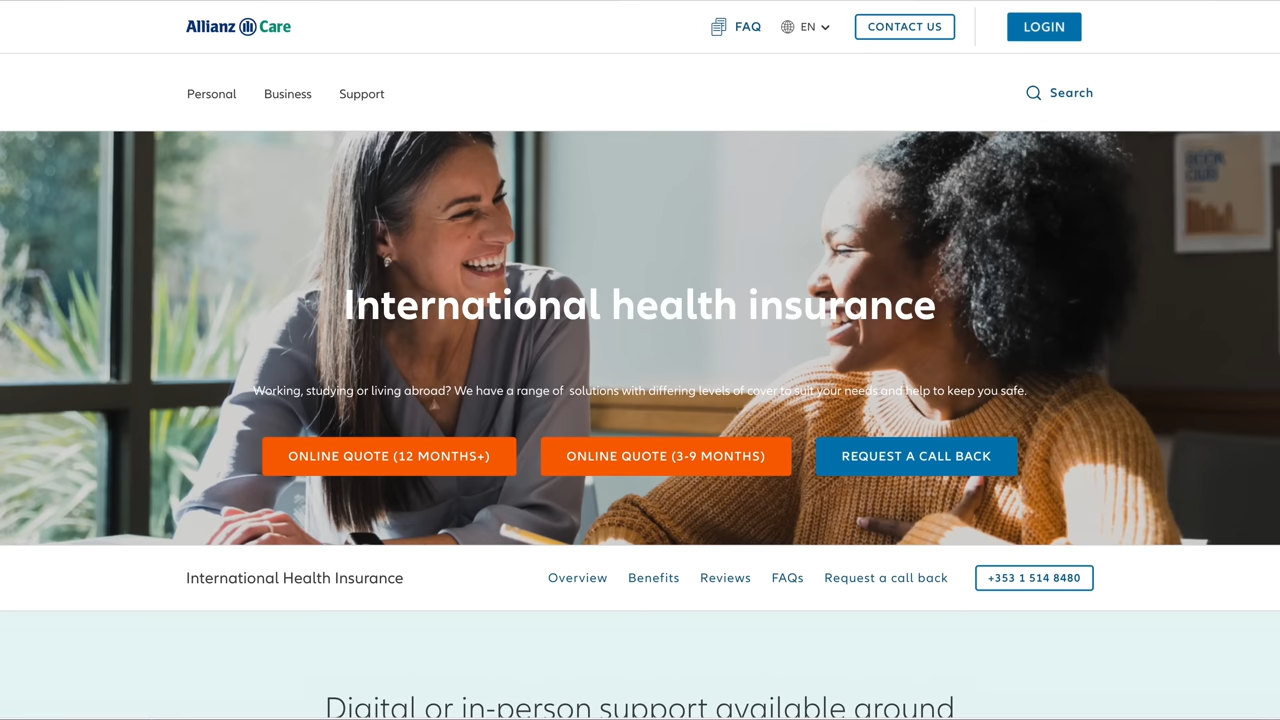 Allianz Care
FAQ
EN
CONTACT US
LOGIN
Personal
Business
Support
Search
BOOK
CLUB
International health insurance
Working, studying or living abroad? We have a range of solutions with differing levels of cover to suit your needs and help to keep you safe.
ONLINE QUOTE (12 MONTHS+)
ONLINE QUOTE (3-9 MONTHS)
REQUEST A CALL BACK
International Health Insurance
Overview
Benefits
Reviews
FAQs
Request a call back
+353 1 514 8480
Digital or in-person support available around